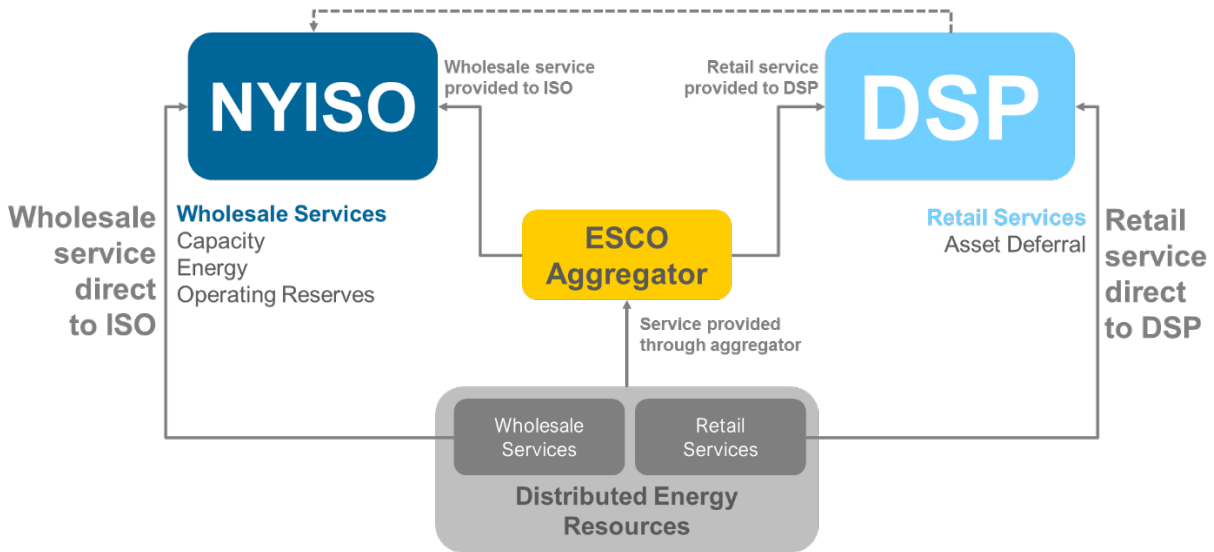 NYISO
Wholesale service
provided to ISO
Retail service
provided to DSP
DSP
Wholesale
service
direct
to ISO
Wholesale Services
Capacity
Energy
Operating Reserves
ESCO
Aggregator
Retail Services
Asset Deferral
Retail
service
direct
to DSP
Service provided
through aggregator
Wholesale
Services
Retail
Services
Distributed Energy
Resources